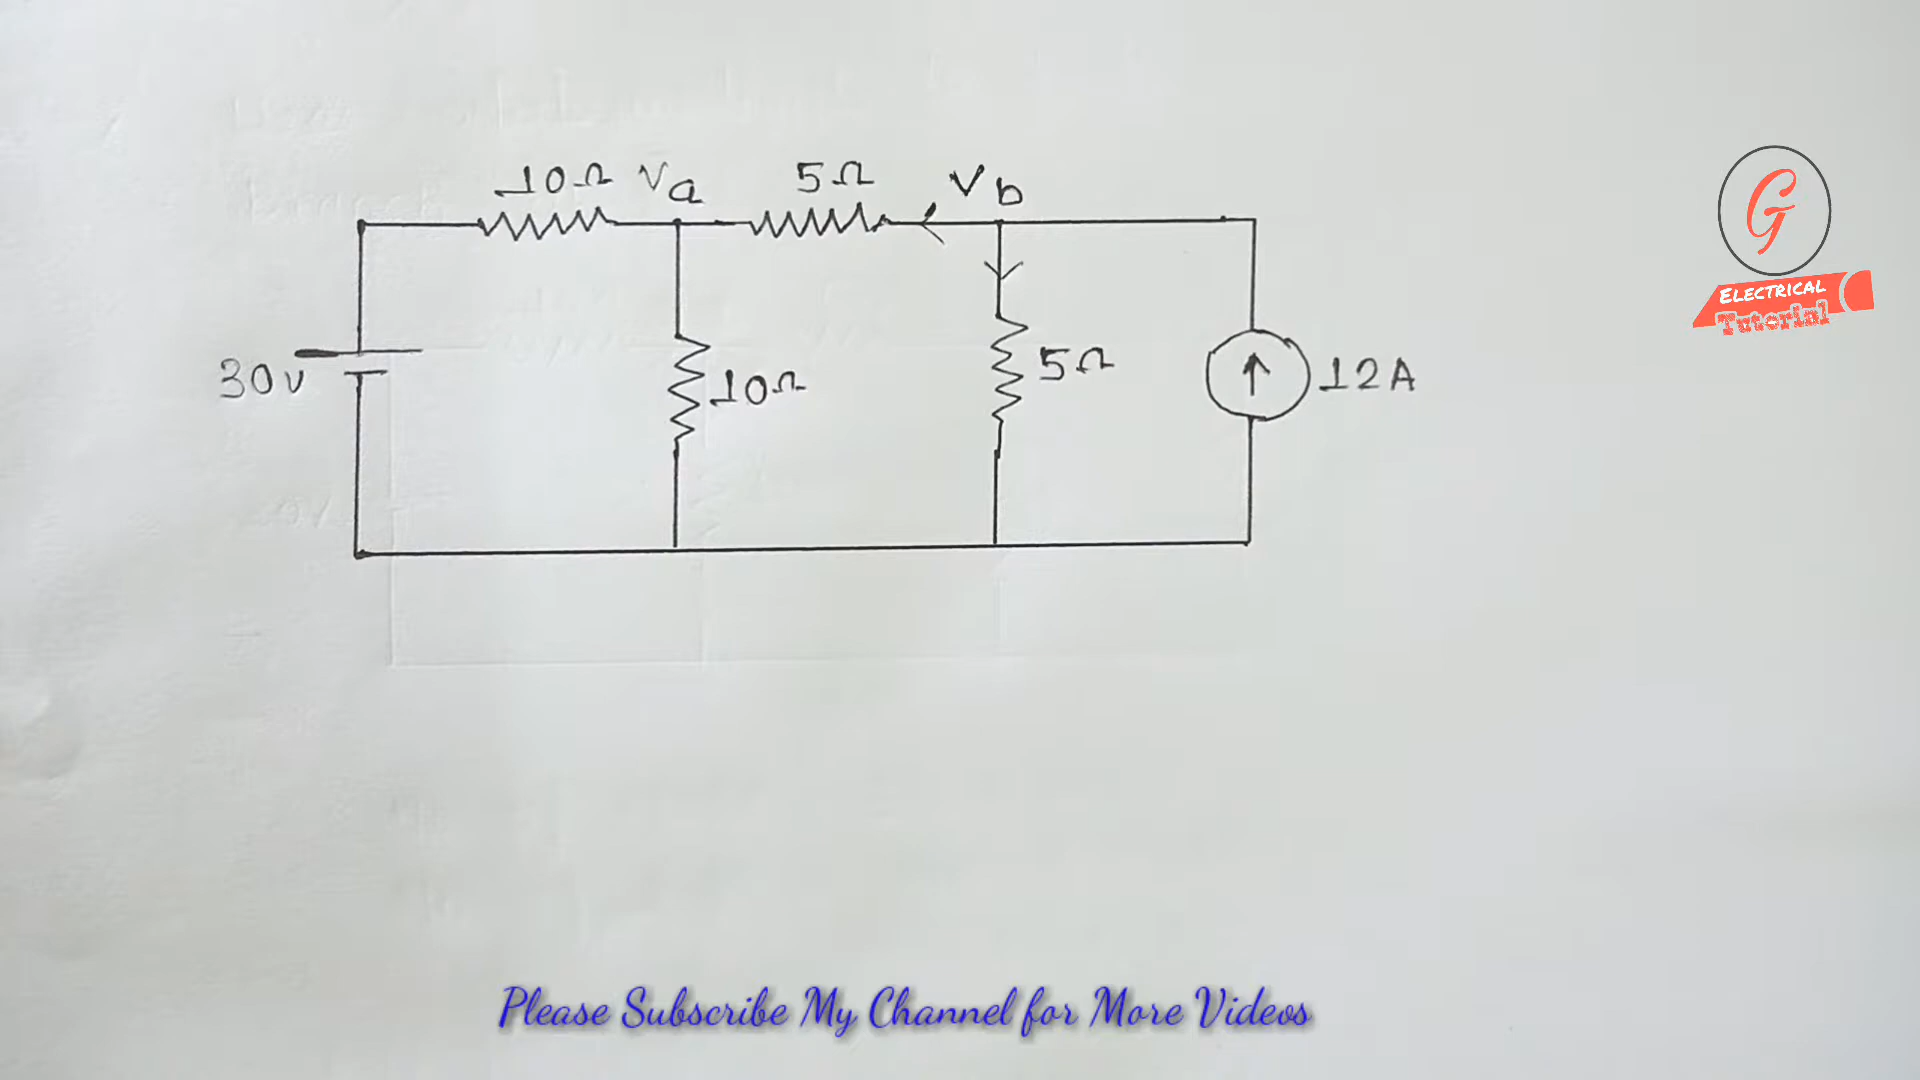 10Ω Va 5Ω Vb
30v
10Ω
5Ω
12A
G
ELECTRICAL
Tutorial
Please Subscribe My Channel for More Videos